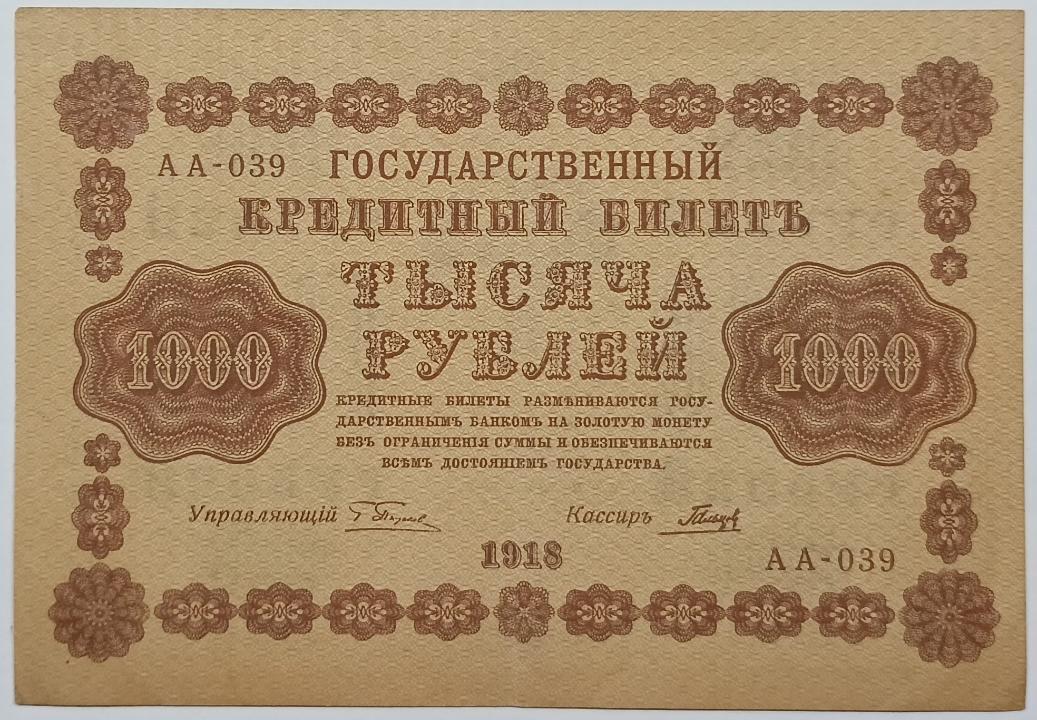 АА-039 ГОСУДАРСТВЕННЫЙ
КРЕДИТНЫЙ БИЛЕТЪ
ТЫСЯЧА
РУБЛЕЙ
1000 1000
КРЕДИТНЫЕ БИЛЕТЫ РАЗМѢНИВАЮТСЯ ГОСУ-
ДАРСТВЕННЫМЪ БАНКОМЪ НА ЗОЛОТУЮ МОНЕТУ
БЕЗЪ ОГРАНИЧЕНІЯ СУММЫ И ОБЕЗПЕЧИВАЮТСЯ
ВСѢМЪ ДОСТОЯНІЕМЪ ГОСУДАРСТВА.
Управляющій Кассиръ
1918
АА-039